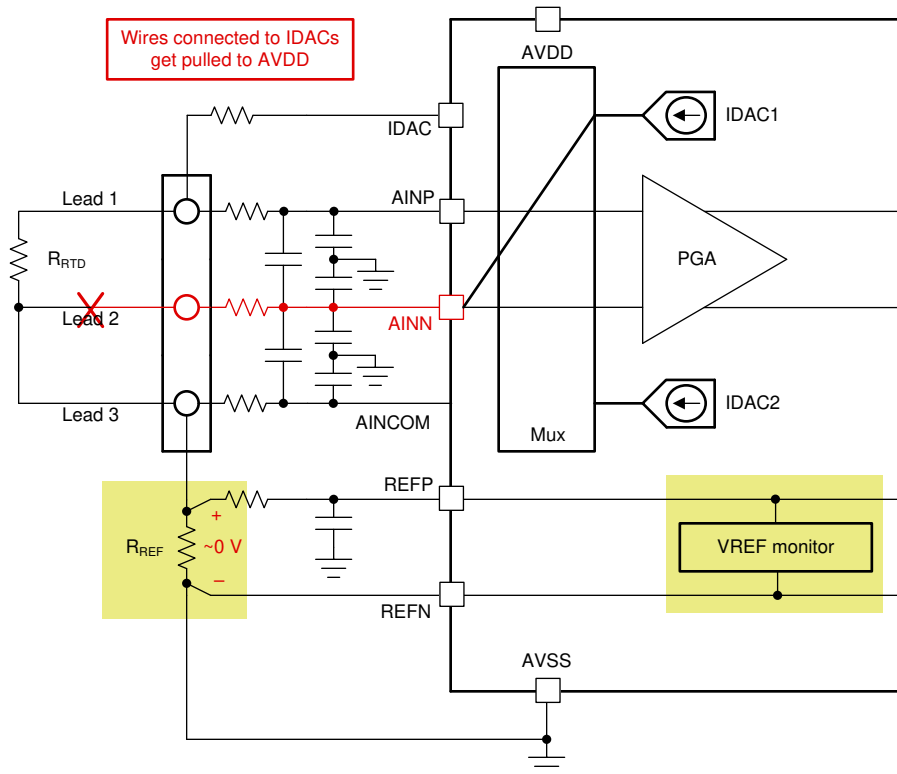 Wires connected to IDACs
get pulled to AVDD
AVDD
IDAC
IDAC1
Lead 1
AINP
RRTD
PGA
Lead 2
AINN
Lead 3
AINCOM
IDAC2
Mux
REFP
+
RREF
~0 V
–
VREF monitor
REFN
AVSS